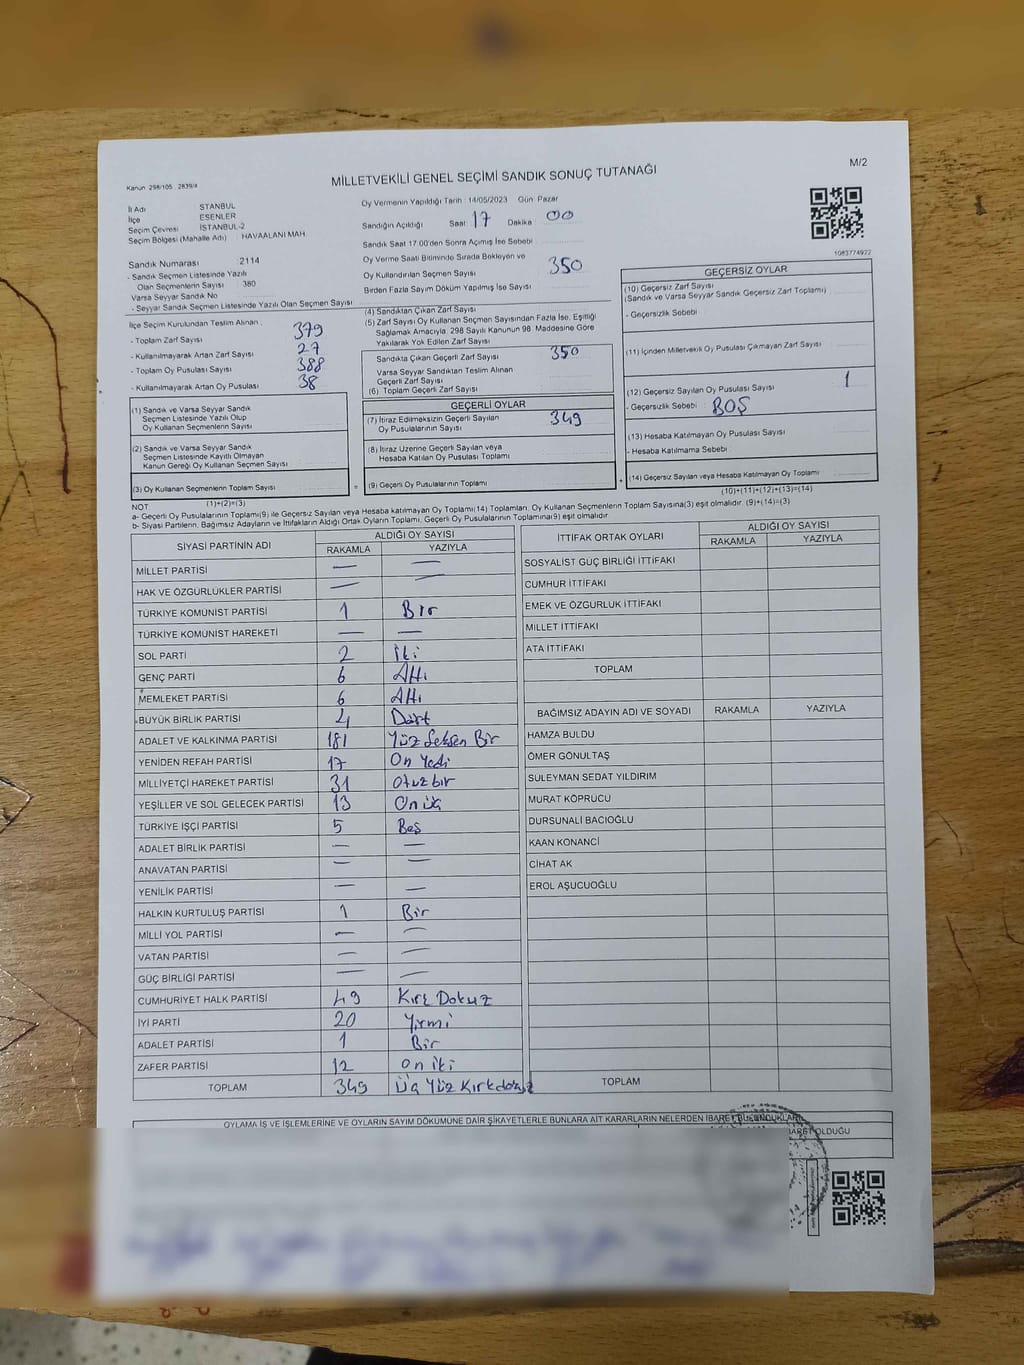 M/2
Kanun 298/105 2839/4
MİLLETVEKİLİ GENEL SEÇİMİ SANDIK SONUÇ TUTANAĞI
İl Adı STANBUL
İlçe ESENLER
Seçim Çevresi İSTANBUL-2
Seçim Bölgesi (Mahalle Adı) HAVAALANI MAH.
Sandık Numarası 2114
- Sandık Seçmen Listesinde Yazılı
Olan Seçmenlerin Sayısı 380
Varsa Seyyar Sandık No
- Seyyar Sandık Seçmen Listesinde Yazılı Olan Seçmen Sayısı
Oy Vermenin Yapıldığı Tarih : 14/05/2023 Gün Pazar
Sandığın Açıldığı Saat 17 Dakika 00
Sandık Saat 17.00'den Sonra Açılmış İse Sebebi
Oy Verme Saati Bitiminde Sırada Bekleyen ve
Oy Kullandırılan Seçmen Sayısı 350
Birden Fazla Sayım Döküm Yapılmış İse Sayısı
1083774922
İlçe Seçim Kurulundan Teslim Alınan
- Toplam Zarf Sayısı 379
- Kullanılmayarak Artan Zarf Sayısı 27
- Toplam Oy Pusulası Sayısı 388
- Kullanılmayarak Artan Oy Pusulası 38
(4) Sandıktan Çıkan Zarf Sayısı
(5) Zarf Sayısı Oy Kullanan Seçmen Sayısından Fazla İse, Eşitliği
Sağlamak Amacıyla, 298 Sayılı Kanunun 98. Maddesine Göre
Yakılarak Yok Edilen Zarf Sayısı
Sandıkta Çıkan Geçerli Zarf Sayısı 350
Varsa Seyyar Sandıktan Teslim Alınan
Geçerli Zarf Sayısı
(6) Toplam Geçerli Zarf Sayısı
GEÇERSİZ OYLAR
(10) Geçersiz Zarf Sayısı
(Sandık ve Varsa Seyyar Sandık Geçersiz Zarf Toplamı)
- Geçersizlik Sebebi
(11) İçinden Milletvekili Oy Pusulası Çıkmayan Zarf Sayısı
(12) Geçersiz Sayılan Oy Pusulası Sayısı 1
- Geçersizlik Sebebi BOŞ
(13) Hesaba Katılmayan Oy Pusulası Sayısı
- Hesaba Katılmama Sebebi
(14) Geçersiz Sayılan veya Hesaba Katılmayan Oy Toplamı
(10)+(11)+(12)+(13)=(14)
(1) Sandık ve Varsa Seyyar Sandık
Seçmen Listesinde Yazılı Olup
Oy Kullanan Seçmenlerin Sayısı
(2) Sandık ve Varsa Seyyar Sandık
Seçmen Listesinde Kayıtlı Olmayan
Kanun Gereği Oy Kullanan Seçmen Sayısı
(3) Oy Kullanan Seçmenlerin Toplam Sayısı
(1)+(2)=(3)
=
GEÇERLİ OYLAR
(7) İtiraz Edilmeksizin Geçerli Sayılan
Oy Pusulalarının Sayısı 349
(8) İtiraz Üzerine Geçerli Sayılan veya
Hesaba Katılan Oy Pusulası Toplamı
(9) Geçerli Oy Pusulalarının Toplamı
+
NOT
a- Geçerli Oy Pusulalarının Toplamı(9) ile Geçersiz Sayılan veya Hesaba katılmayan Oy Toplamı(14) Toplamları, Oy Kullanan Seçmenlerin Toplam Sayısına(3) eşit olmalıdır. (9)+(14)=(3)
b- Siyasi Partilerin, Bağımsız Adayların ve İttifakların Aldığı Ortak Oyların Toplamı, Geçerli Oy Pusulalarının Toplamına(9) eşit olmalıdır
SİYASİ PARTİNİN ADI ALDIĞI OY SAYISI
RAKAMLA YAZIYLA
MİLLET PARTİSİ — —
HAK VE ÖZGÜRLÜKLER PARTİSİ — —
TÜRKİYE KOMÜNİST PARTİSİ 1 Bir
TÜRKİYE KOMÜNİST HAREKETİ — —
SOL PARTİ 2 İki
GENÇ PARTİ 6 Altı
MEMLEKET PARTİSİ 6 Altı
BÜYÜK BİRLİK PARTİSİ 4 Dört
ADALET VE KALKINMA PARTİSİ 181 Yüz Seksen Bir
YENİDEN REFAH PARTİSİ 17 On Yedi
MİLLİYETÇİ HAREKET PARTİSİ 31 Otuzbir
YEŞİLLER VE SOL GELECEK PARTİSİ 13 On üç
TÜRKİYE İŞÇİ PARTİSİ 5 Beş
ADALET BİRLİK PARTİSİ — —
ANAVATAN PARTİSİ — —
YENİLİK PARTİSİ — —
HALKIN KURTULUŞ PARTİSİ 1 Bir
MİLLİ YOL PARTİSİ — —
VATAN PARTİSİ — —
GÜÇ BİRLİĞİ PARTİSİ — —
CUMHURİYET HALK PARTİSİ 49 Kırk Dokuz
İYİ PARTİ 20 Yirmi
ADALET PARTİSİ 1 Bir
ZAFER PARTİSİ 12 On iki
TOPLAM 349 Üç Yüz Kırkdokuz
İTTİFAK ORTAK OYLARI ALDIĞI OY SAYISI
RAKAMLA YAZIYLA
SOSYALİST GÜÇ BİRLİĞİ İTTİFAKI
CUMHUR İTTİFAKI
EMEK VE ÖZGÜRLÜK İTTİFAKI
MİLLET İTTİFAKI
ATA İTTİFAKI
TOPLAM
BAĞIMSIZ ADAYIN ADI VE SOYADI RAKAMLA YAZIYLA
HAMZA BULDU
ÖMER GÖNÜLTAŞ
SÜLEYMAN SEDAT YILDIRIM
MURAT KÖPRÜCÜ
DURSUNALİ BACIOĞLU
KAAN KONANCİ
CİHAT AK
EROL AŞUCUOĞLU
TOPLAM
OYLAMA İŞ VE İŞLEMLERİNE VE OYLARIN SAYIM DÖKÜMÜNE DAİR ŞİKAYETLERLE BUNLARA AİT KARARLARIN NELERDEN İBARET BULUNDUKLARI
OLDUĞU